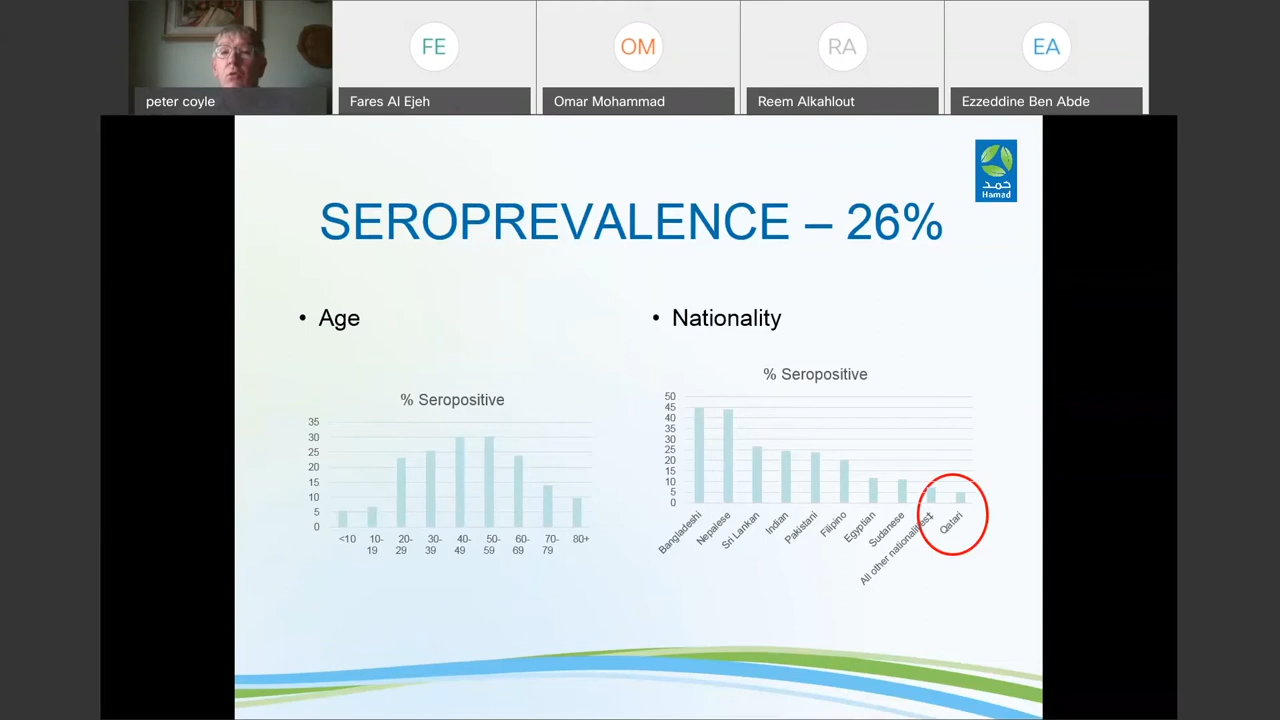 FE
OM
RA
EA
peter coyle
Fares Al Ejeh
Omar Mohammad
Reem Alkahlout
Ezzeddine Ben Abde
حمد
Hamad
SEROPREVALENCE – 26%
• Age
• Nationality
% Seropositive
35
30
25
20
15
10
5
0
<10
10-
19
20-
29
30-
39
40-
49
50-
59
60-
69
70-
79
80+
% Seropositive
50
45
40
35
30
25
20
15
10
5
0
Bangladeshi
Nepalese
Sri Lankan
Indian
Pakistani
Filipino
Egyptian
Sudanese
All other nationalities‡
Qatari